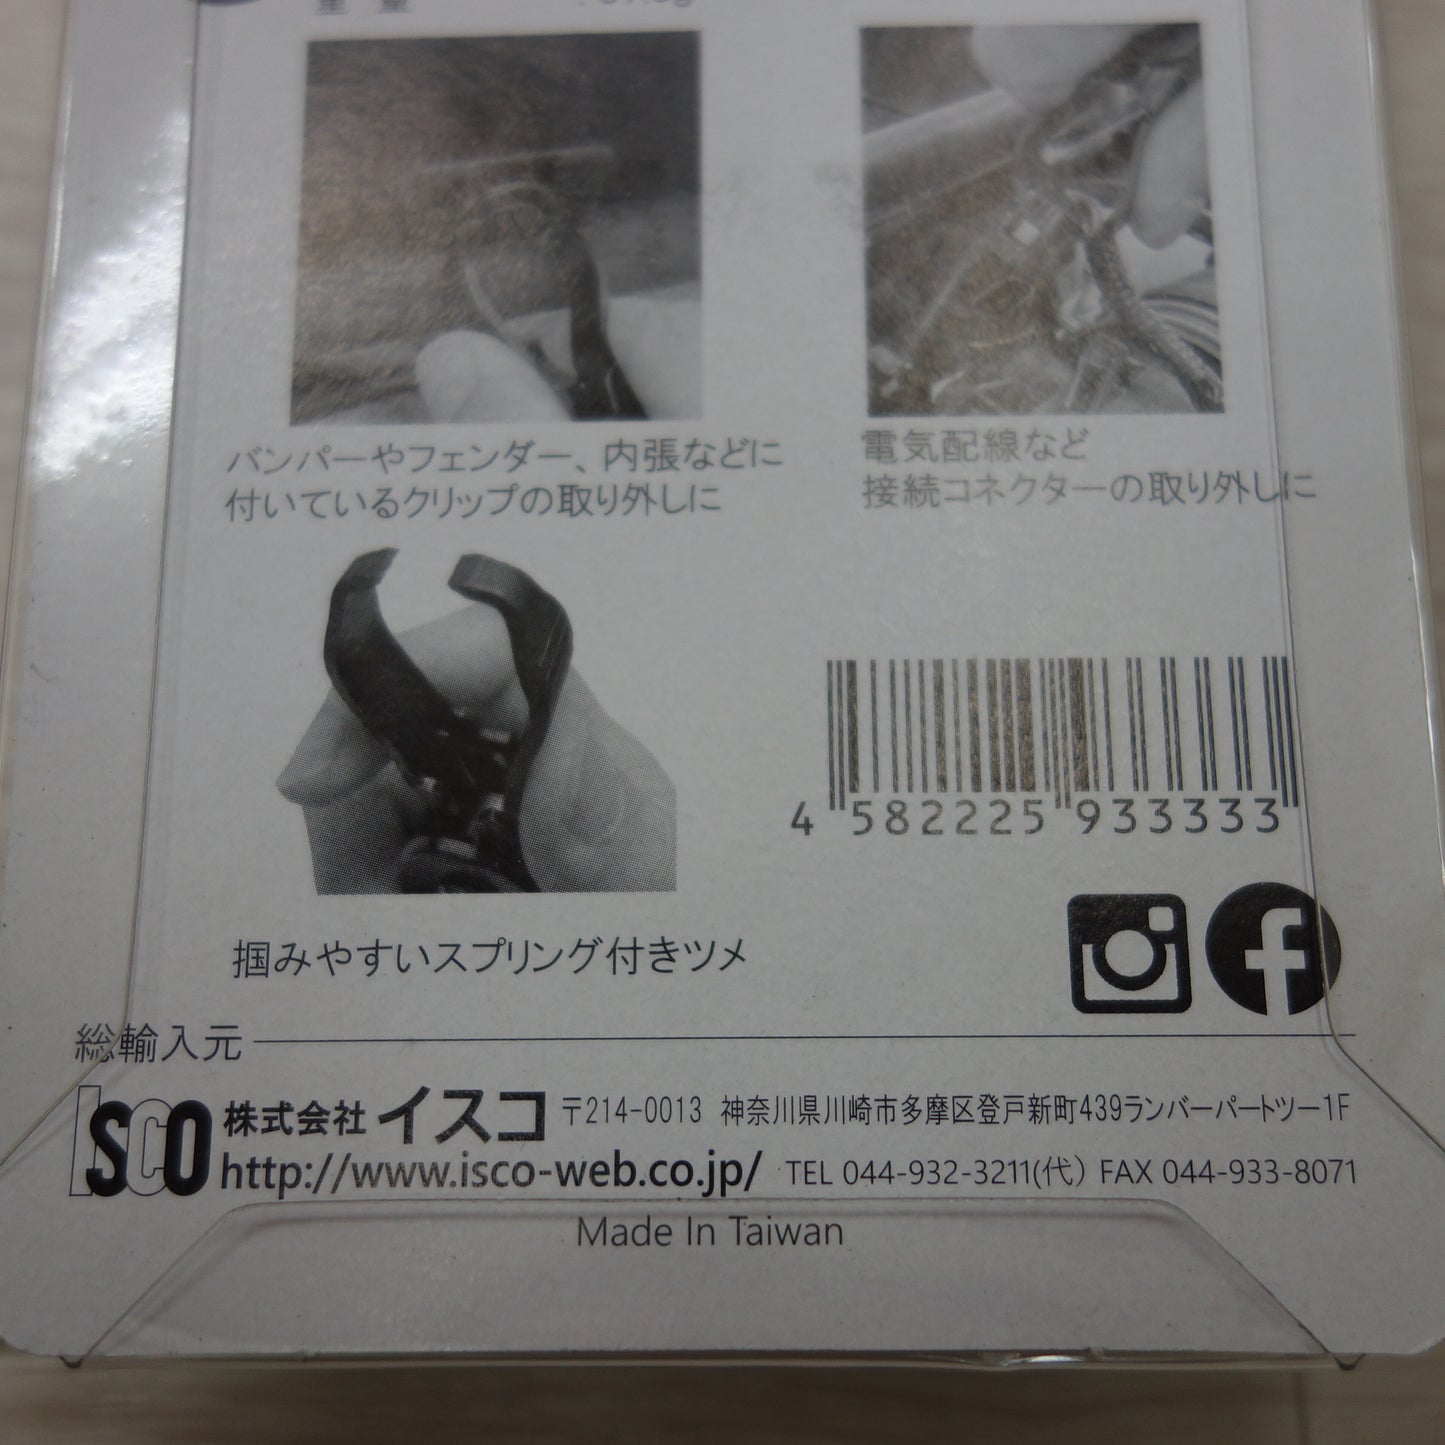 バンパーやフェンダー、内張などに
付いているクリップの取り外しに
電気配線など
接続コネクターの取り外しに
4 582225 933333
掴みやすいスプリング付きツメ
総輸入元
ISCO 株式会社 イスコ 〒214-0013 神奈川県川崎市多摩区登戸新町439ランバーパートツー1F
http://www.isco-web.co.jp/ TEL 044-932-3211(代) FAX 044-933-8071
Made In Taiwan